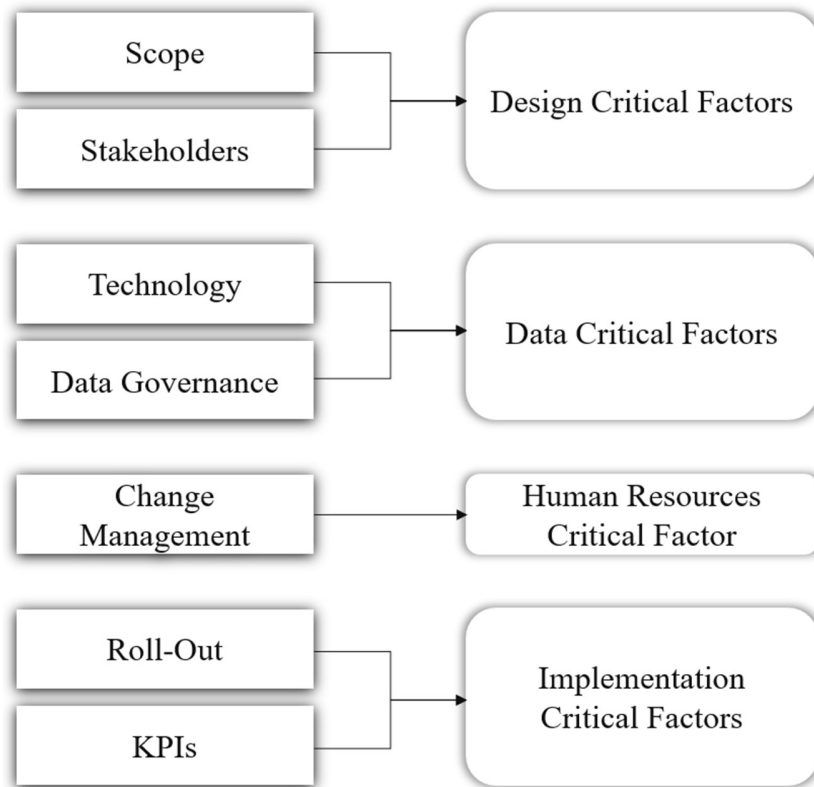 Scope
Stakeholders
Design Critical Factors
Technology
Data Governance
Data Critical Factors
Change
Management
Human Resources
Critical Factor
Roll-Out
KPIs
Implementation
Critical Factors